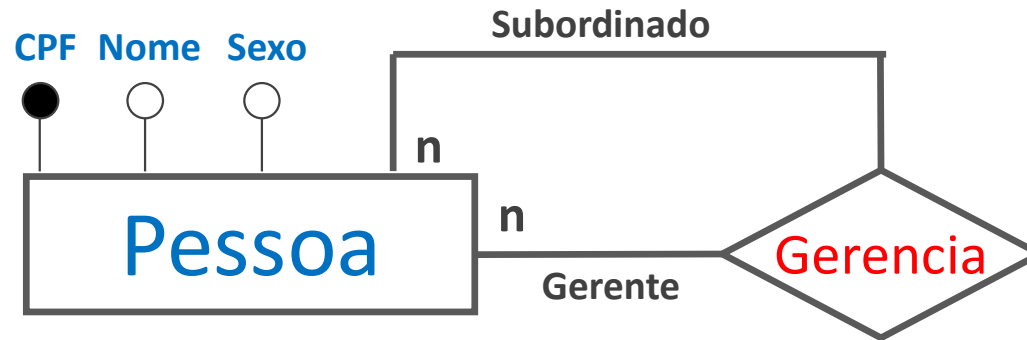 Subordinado
CPF Nome Sexo
n
n
Pessoa
Gerencia
Gerente